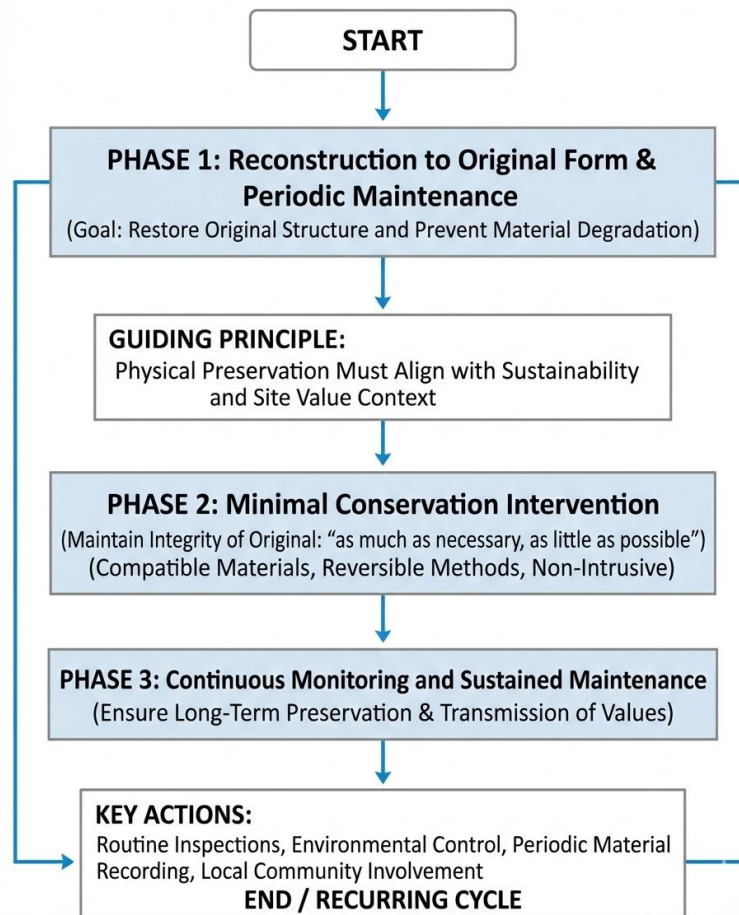 START
PHASE 1: Reconstruction to Original Form &
Periodic Maintenance
(Goal: Restore Original Structure and Prevent Material Degradation)
GUIDING PRINCIPLE:
Physical Preservation Must Align with Sustainability
and Site Value Context
PHASE 2: Minimal Conservation Intervention
(Maintain Integrity of Original: “as much as necessary, as little as possible”)
(Compatible Materials, Reversible Methods, Non-Intrusive)
PHASE 3: Continuous Monitoring and Sustained Maintenance
(Ensure Long-Term Preservation & Transmission of Values)
KEY ACTIONS:
Routine Inspections, Environmental Control, Periodic Material
Recording, Local Community Involvement
END / RECURRING CYCLE